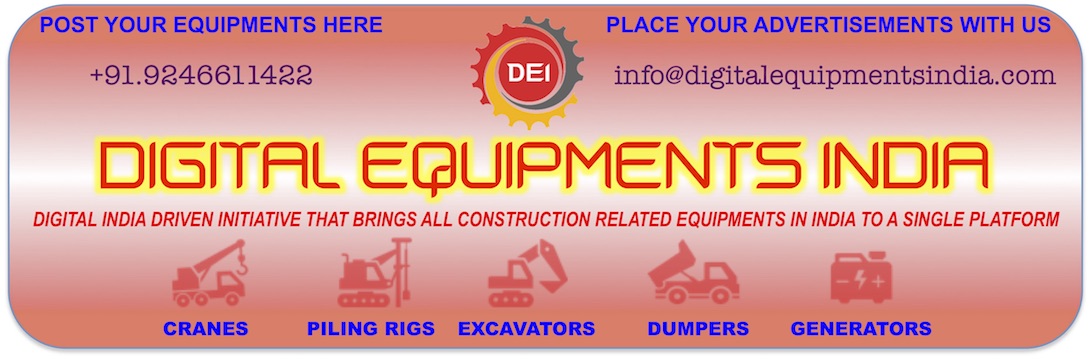 POST YOUR EQUIPMENTS HERE
PLACE YOUR ADVERTISEMENTS WITH US
+91.9246611422
DEI
info@digitalequipmentsindia.com
DIGITAL EQUIPMENTS INDIA
DIGITAL INDIA DRIVEN INITIATIVE THAT BRINGS ALL CONSTRUCTION RELATED EQUIPMENTS IN INDIA TO A SINGLE PLATFORM
CRANES PILING RIGS EXCAVATORS DUMPERS GENERATORS